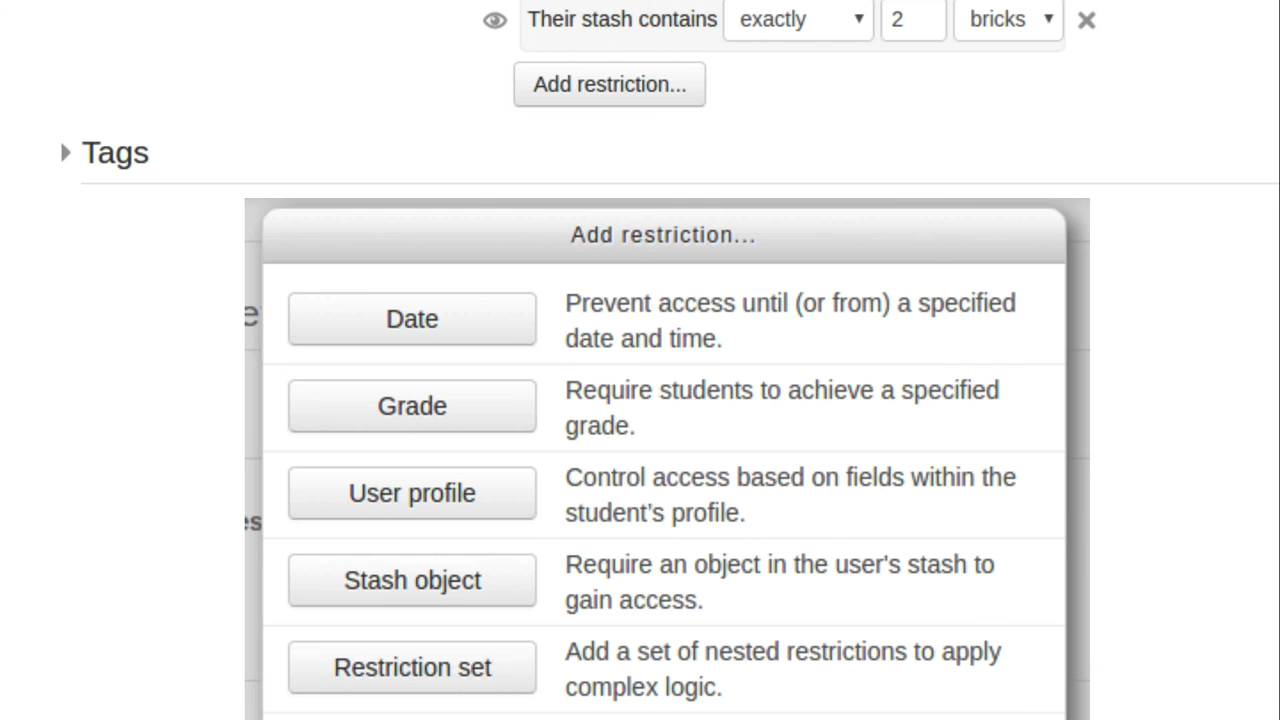 Their stash contains exactly 2 bricks
Add restriction...
Tags
Add restriction...
Date
Prevent access until (or from) a specified
date and time.
Grade
Require students to achieve a specified
grade.
User profile
Control access based on fields within the
student's profile.
Stash object
Require an object in the user's stash to
gain access.
Restriction set
Add a set of nested restrictions to apply
complex logic.